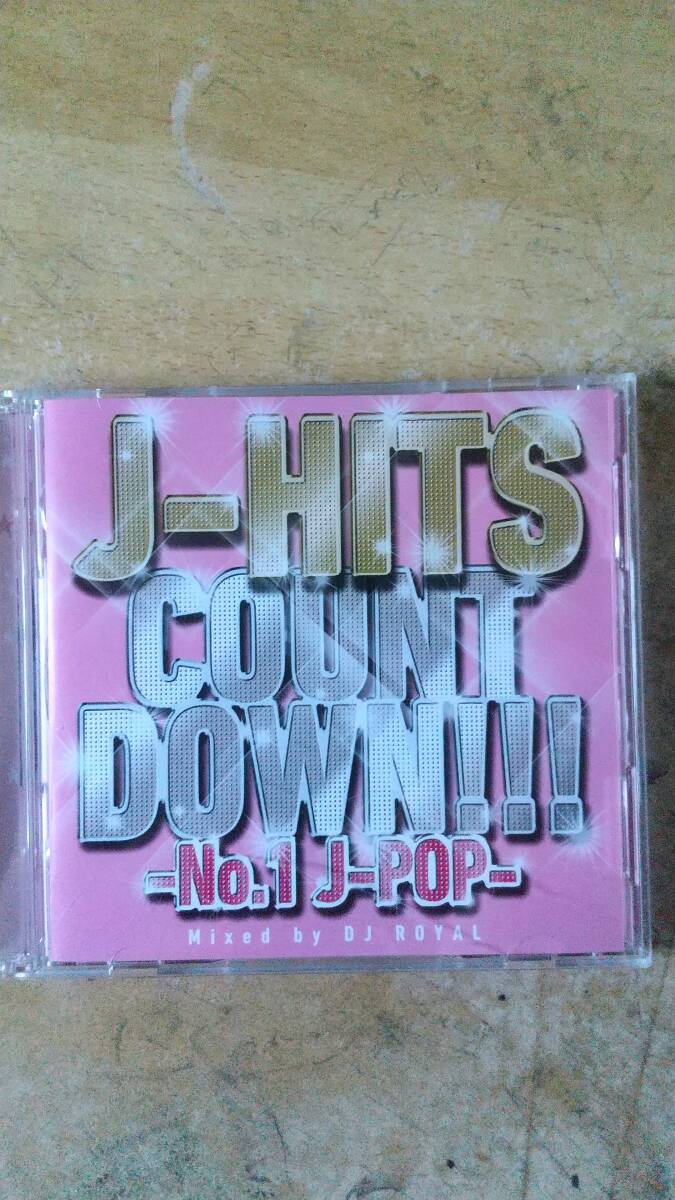 J-HITS
COUNT
DOWN!!!
-No.1 J-POP-
Mixed by DJ ROYAL